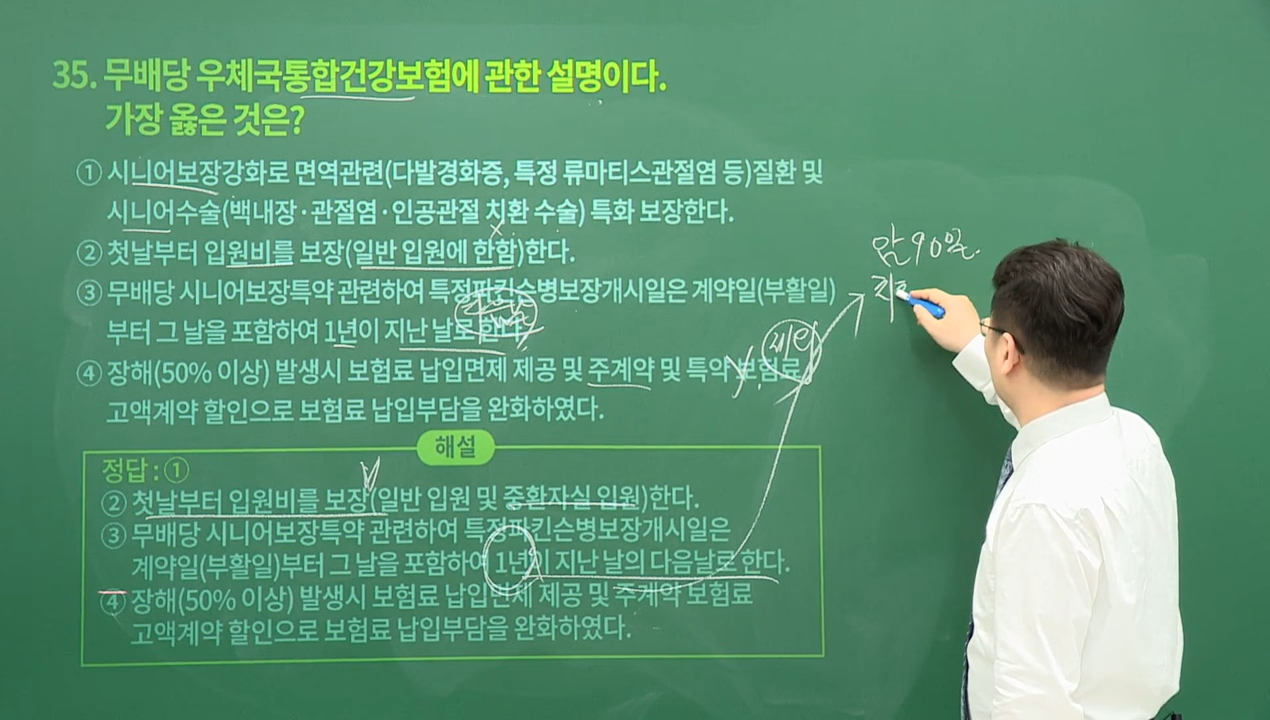 35. 무배당 우체국통합건강보험에 관한 설명이다.
가장 옳은 것은?
① 시니어보장강화로 면역관련(다발경화증, 특정 류마티스관절염 등)질환 및
시니어수술(백내장·관절염·인공관절 치환 수술) 특화 보장한다.
② 첫날부터 입원비를 보장(일반 입원에 한함)한다.
암90일
③ 무배당 시니어보장특약 관련하여 특정파킨슨병보장개시일은 계약일(부활일)
부터 그 날을 포함하여 1년이 지난 날로 한다.
제외
④ 장해(50% 이상) 발생시 보험료 납입면제 제공 및 주계약 및 특약 보험료
고액계약 할인으로 보험료 납입부담을 완화하였다.
해설
정답 : ①
② 첫날부터 입원비를 보장(일반 입원 및 중환자실 입원)한다.
③ 무배당 시니어보장특약 관련하여 특정파킨슨병보장개시일은
계약일(부활일)부터 그 날을 포함하여 1년이 지난 날의 다음날로 한다.
④ 장해(50% 이상) 발생시 보험료 납입면제 제공 및 주계약 보험료
고액계약 할인으로 보험료 납입부담을 완화하였다.